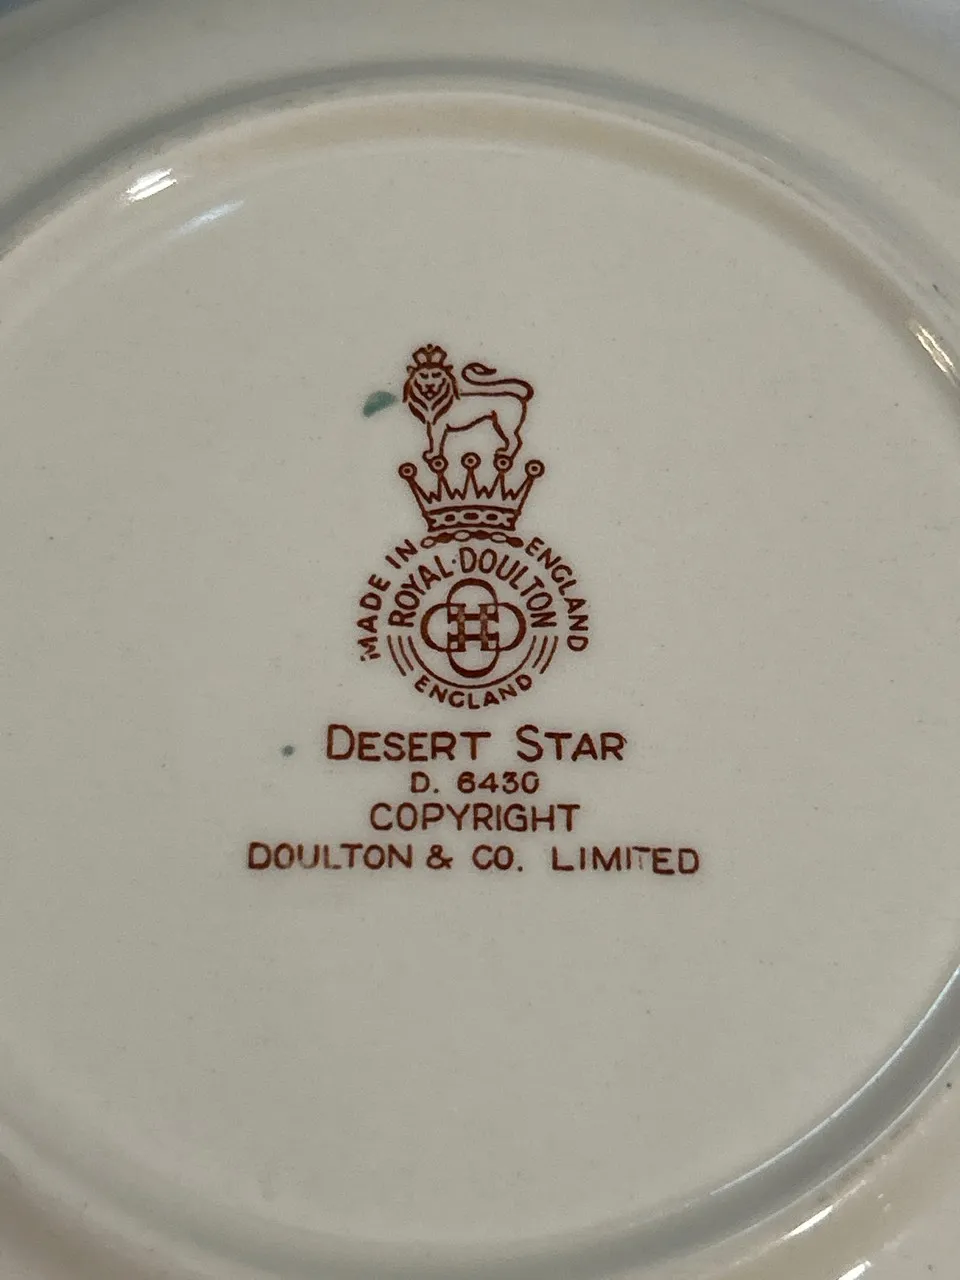 MADE IN ENGLAND
ROYAL·DOULTON
ENGLAND
DESERT STAR
D. 6430
COPYRIGHT
DOULTON & CO. LIMITED